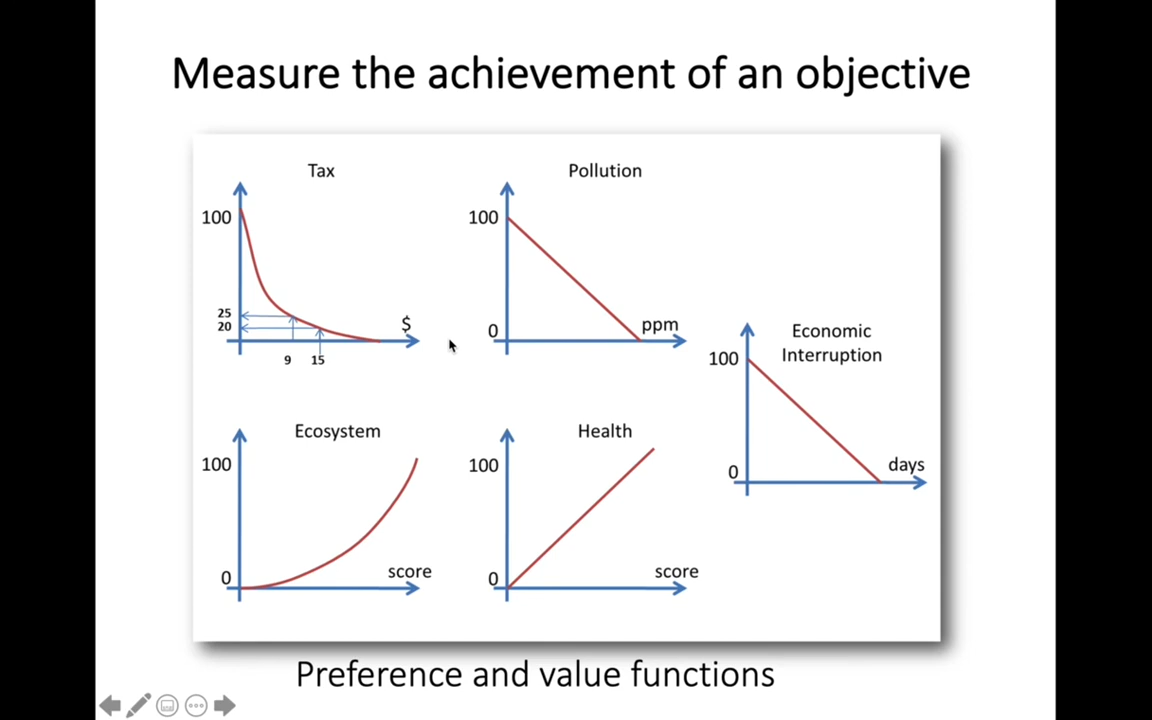 Measure the achievement of an objective
Tax
100
25
20
9 15
$
Pollution
100
0
ppm
Economic
Interruption
100
0
days
Ecosystem
100
0
score
Health
100
0
score
Preference and value functions